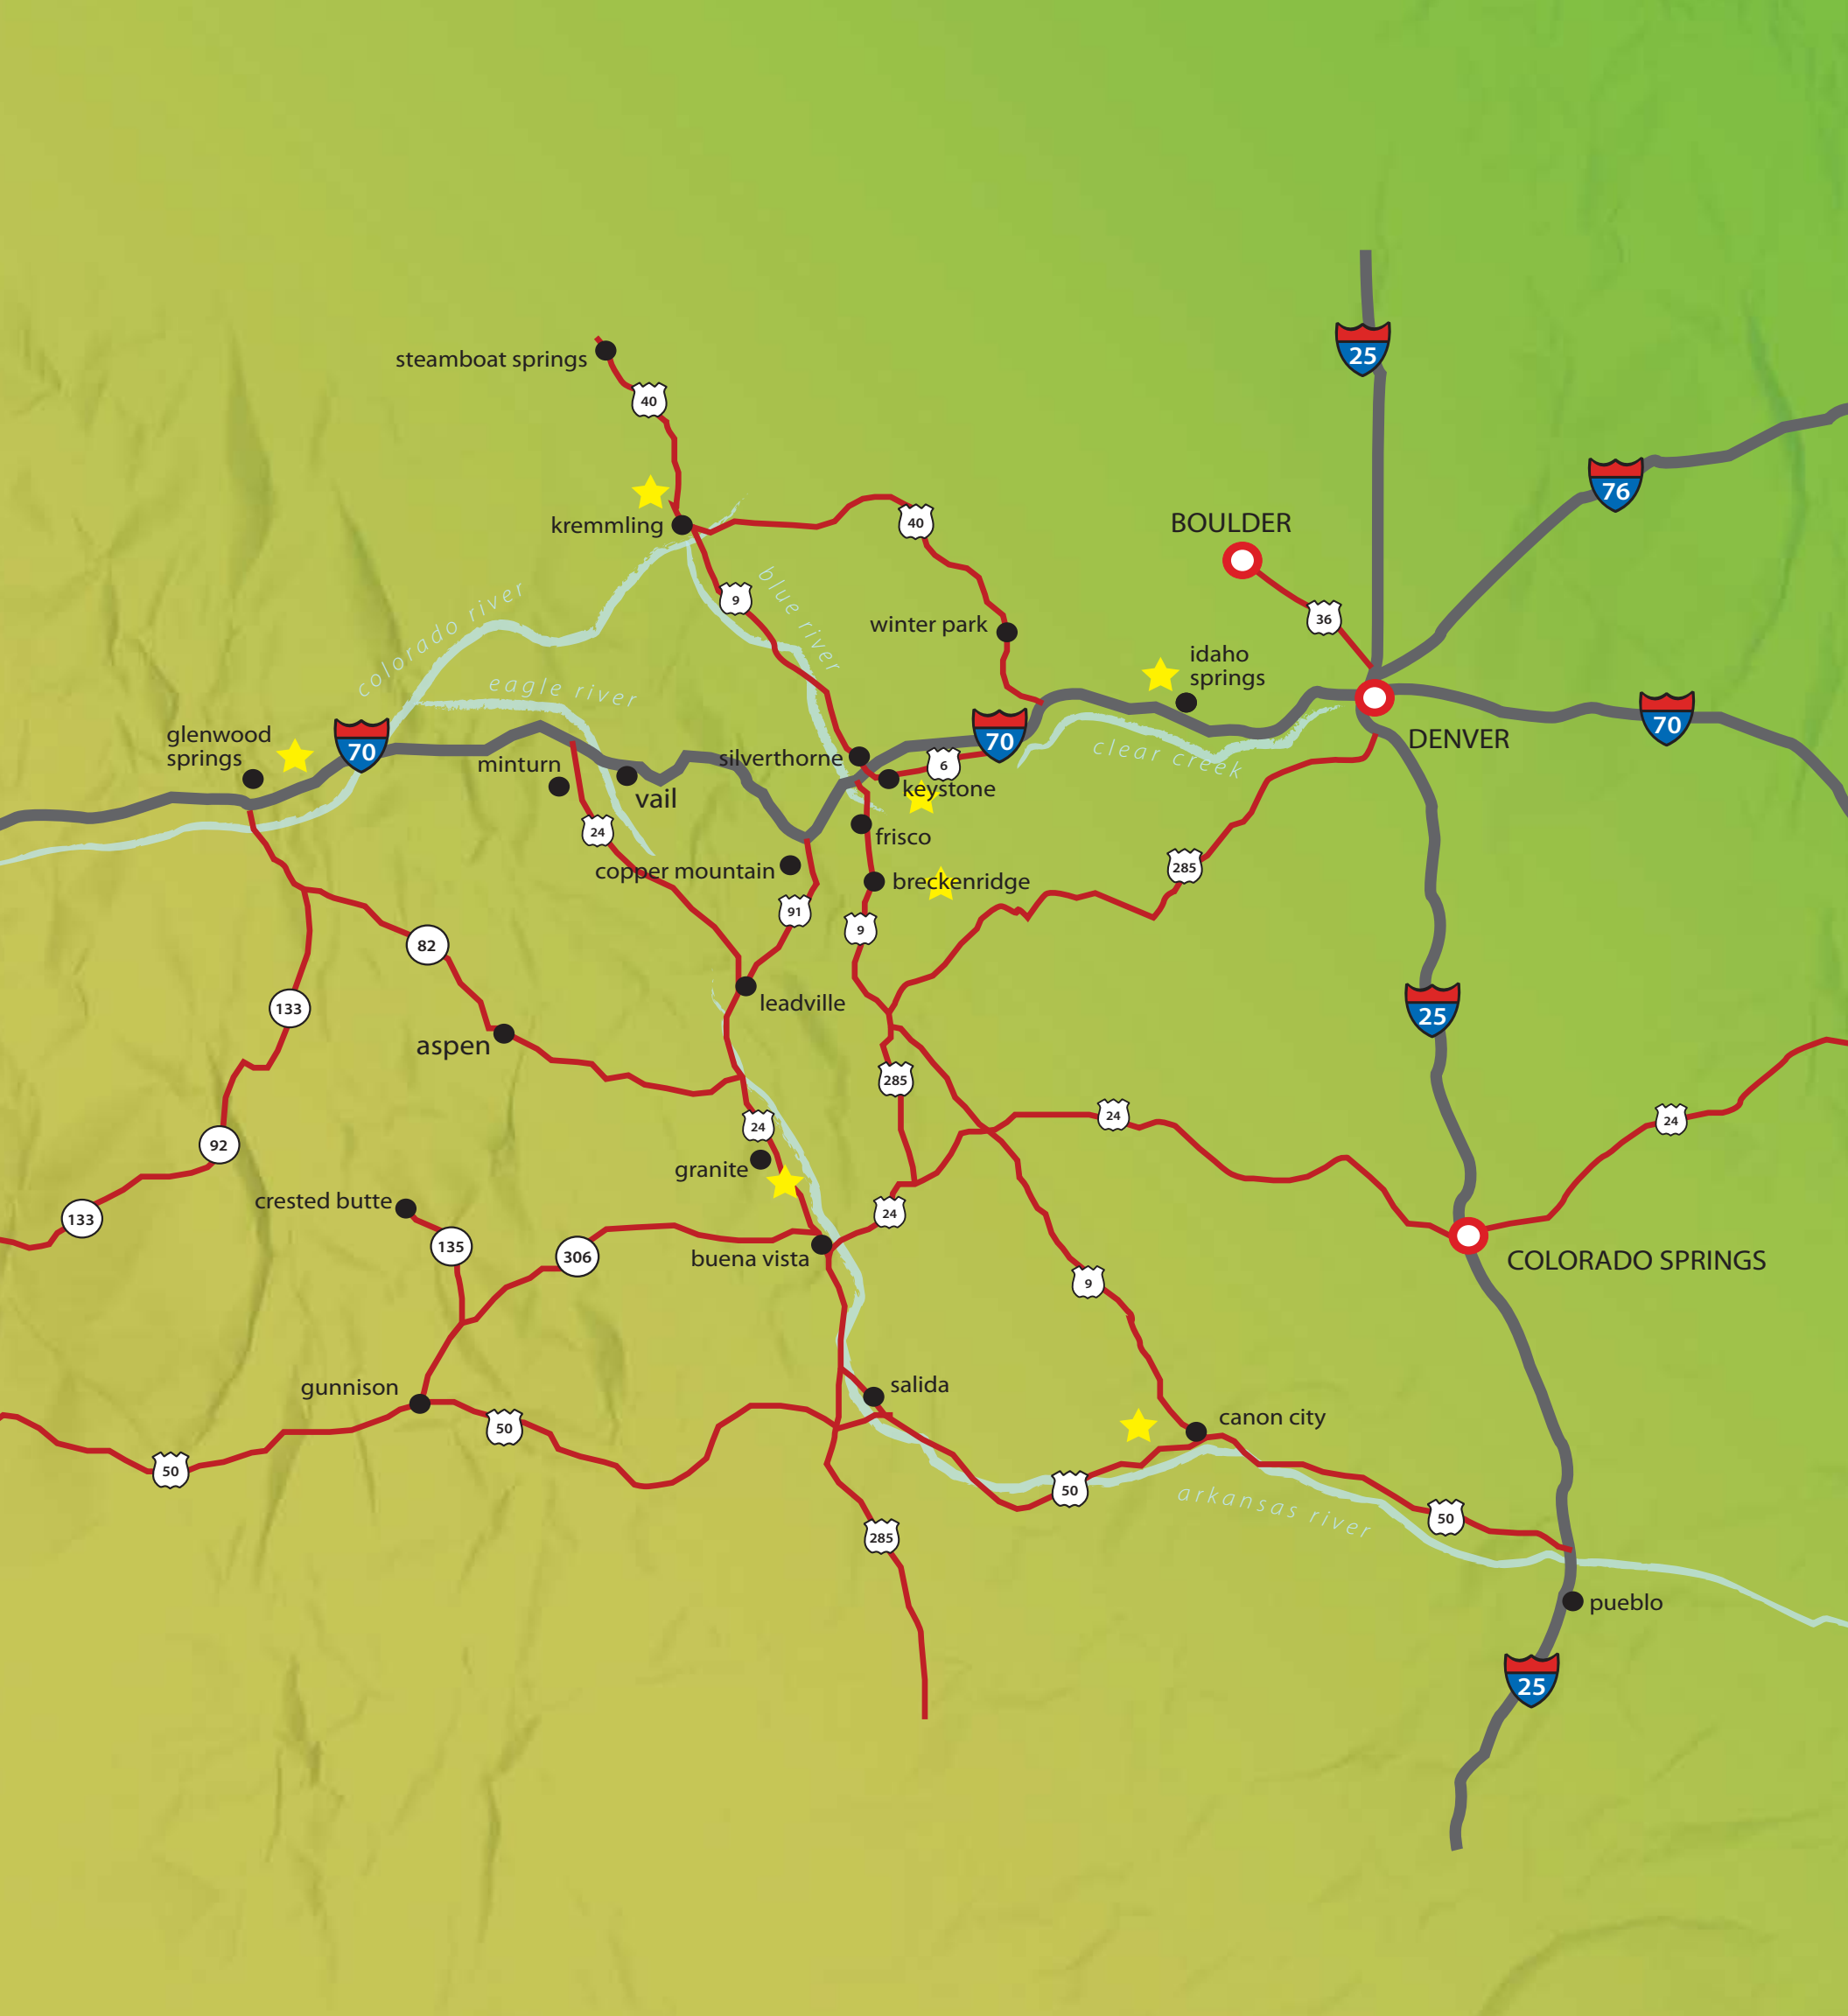 25
steamboat springs
40
76
kremmling
40
BOULDER
9
blue river
36
colorado river
winter park
idaho
springs
eagle river
glenwood
springs
70
70
70
DENVER
clear creek
minturn
silverthorne
6
vail
keystone
24
frisco
copper mountain
breckenridge
285
91
9
82
leadville
133
25
aspen
285
24
24
24
92
granite
crested butte
133
135
24
306
buena vista
COLORADO SPRINGS
9
gunnison
salida
canon city
50
50
50
arkansas river
50
285
pueblo
25